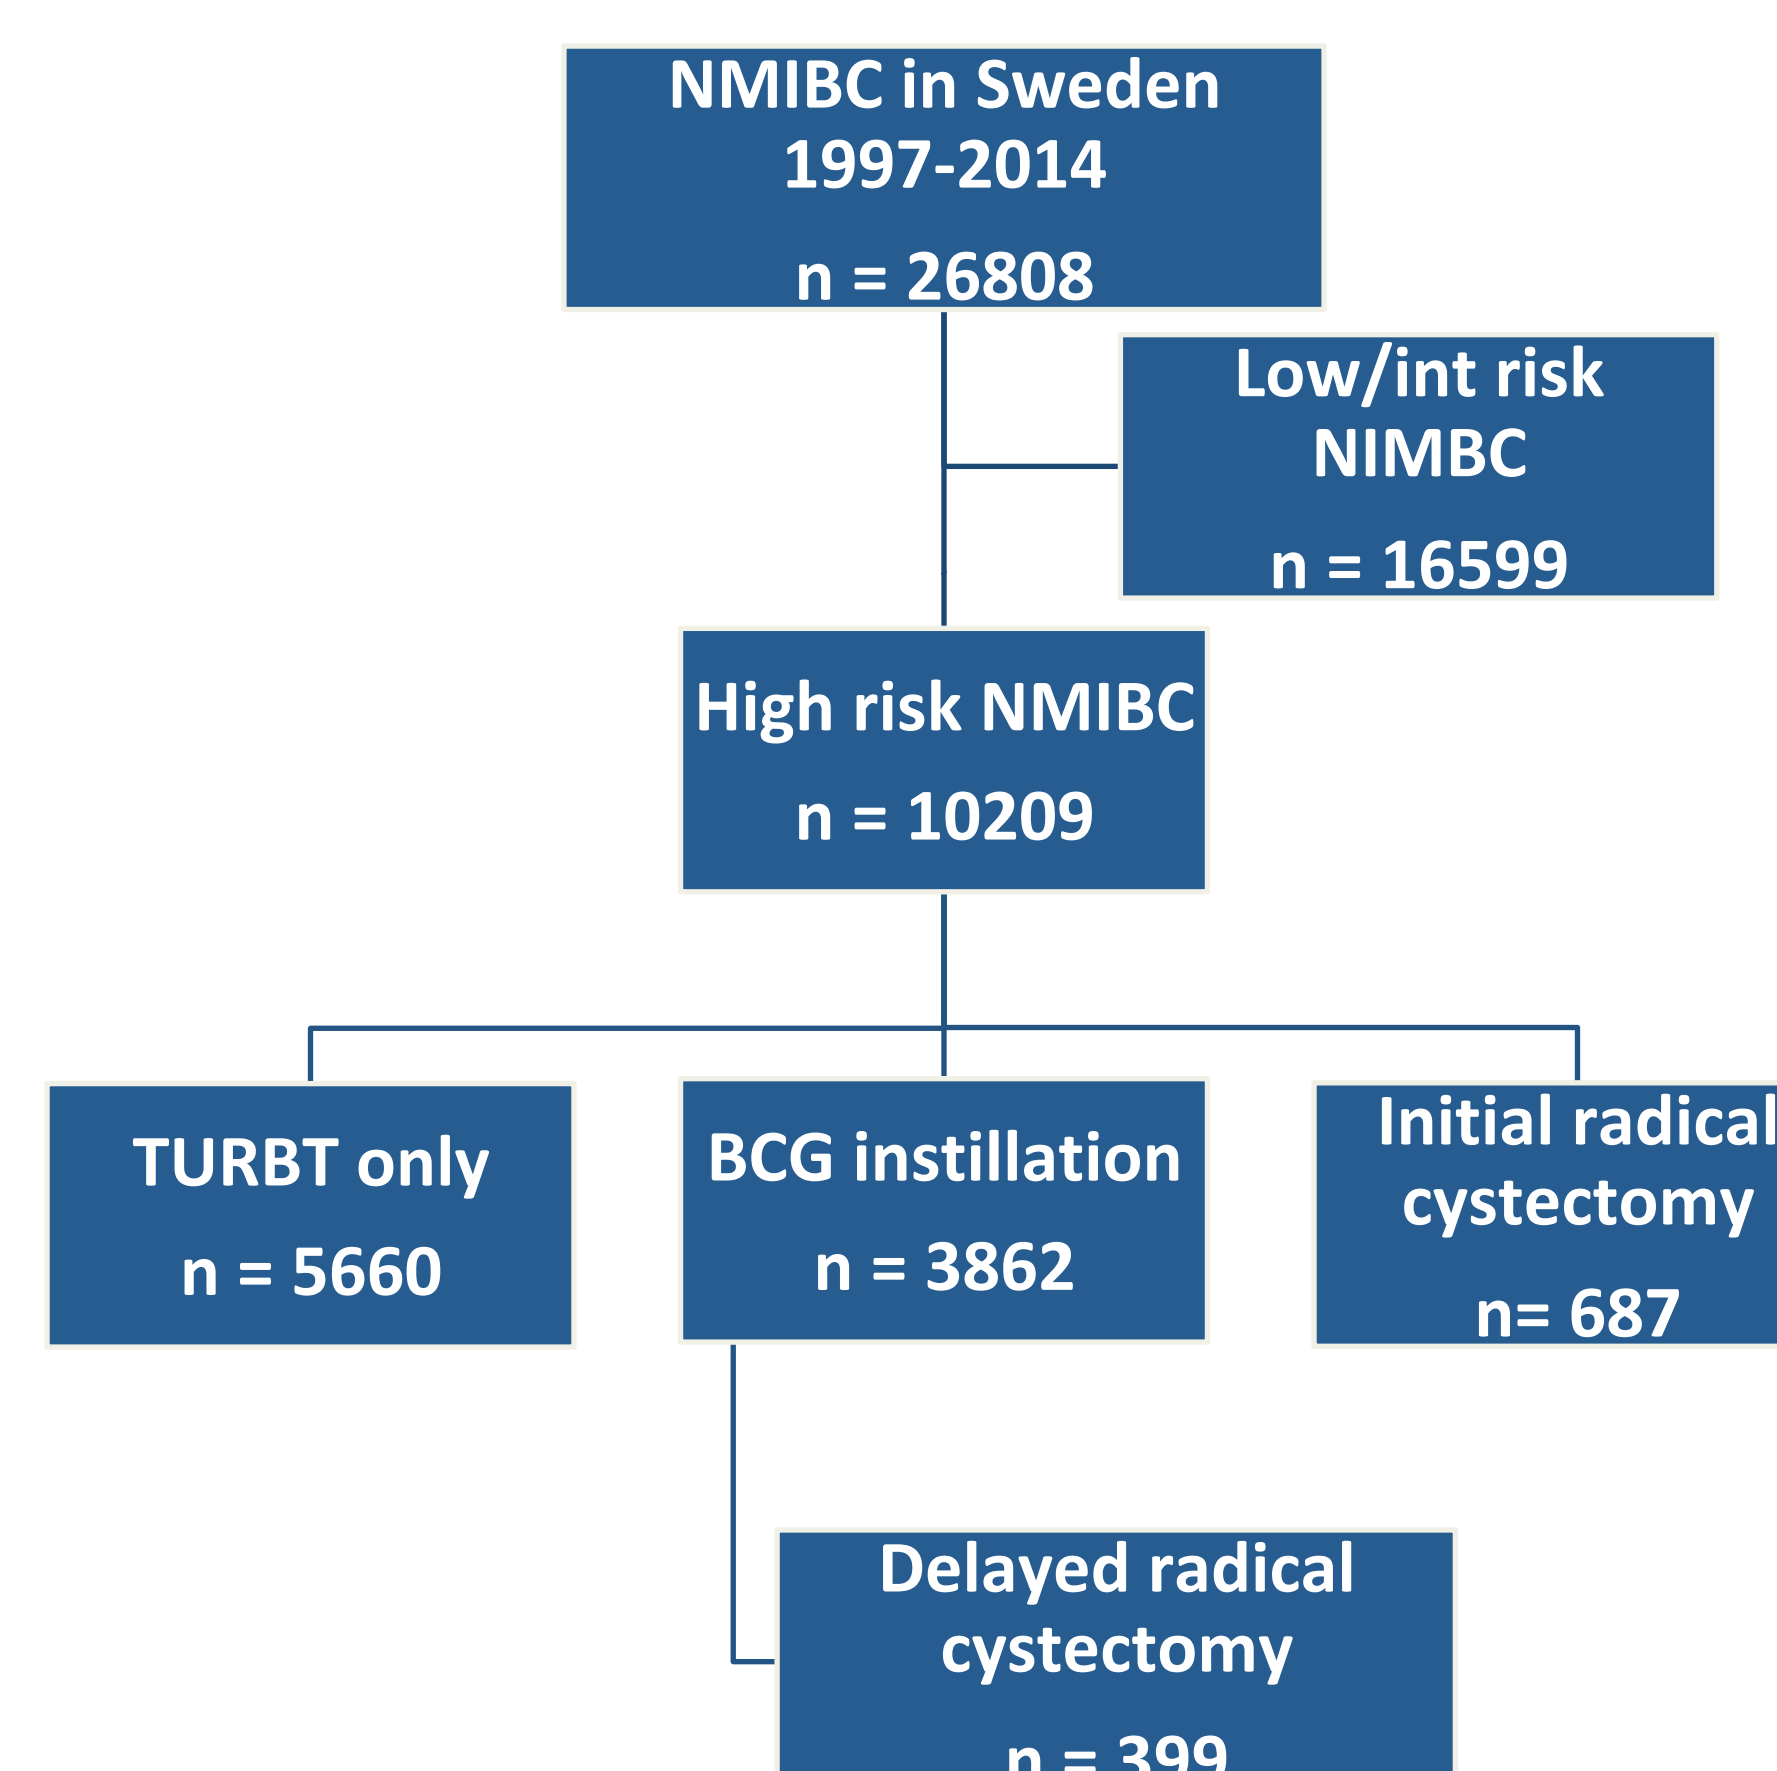 NMIBC in Sweden
1997-2014
n = 26808
Low/int risk
NIMBC
n = 16599
High risk NMIBC
n = 10209
TURBT only
n = 5660
BCG instillation
n = 3862
Initial radical
cystectomy
n= 687
Delayed radical
cystectomy
n = 399